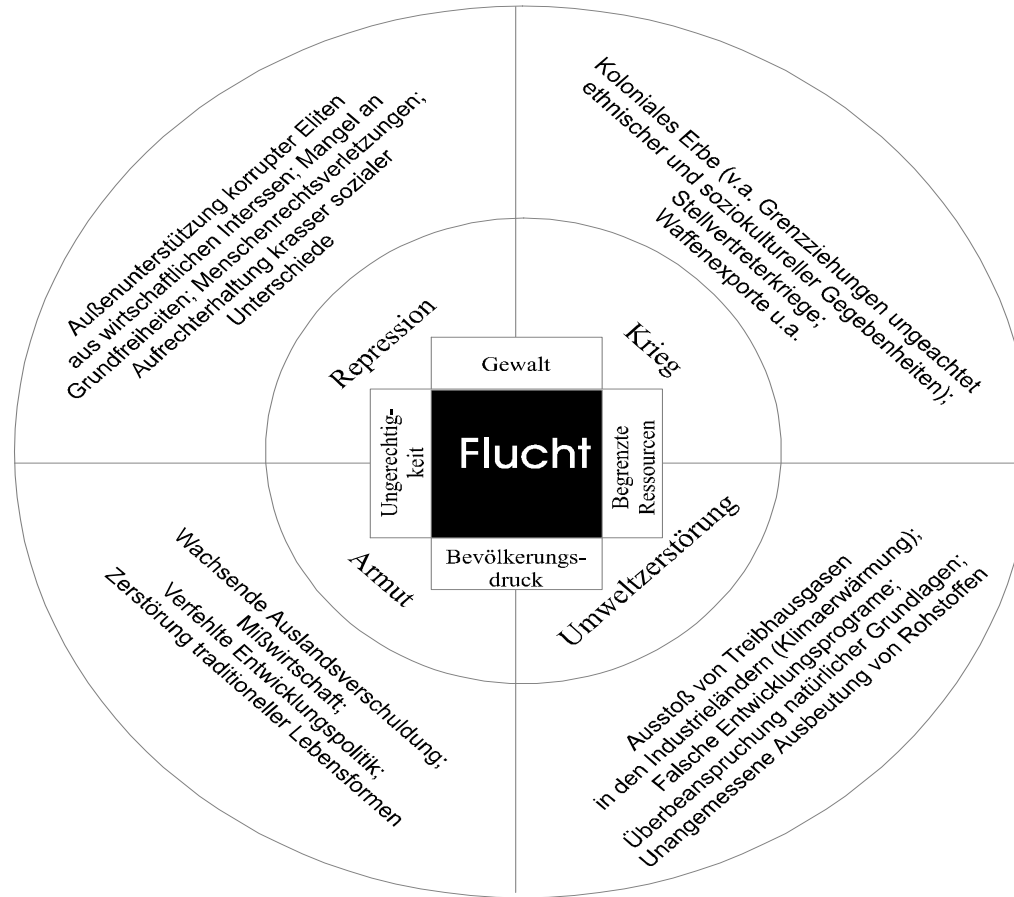 Außenunterstützung korrupter Eliten
aus wirtschaftlichen Interssen; Mangel an
Grundfreiheiten; Menschenrechtsverletzungen;
Aufrechterhaltung krasser sozialer
Unterschiede
Koloniales Erbe (v.a. Grenzziehungen ungeachtet
ethnischer und soziokultureller Gegebenheiten);
Stellvertreterkriege;
Waffenexporte u.a.
Repression
Krieg
Gewalt
Ungerechtig-
keit
Flucht
Begrenzte
Ressourcen
Bevölkerungs-
druck
Armut
Umweltzerstörung
Wachsende Auslandsverschuldung;
Mißwirtschaft;
Verfehlte Entwicklungspolitik;
Zerstörung traditioneller Lebensformen
Ausstoß von Treibhausgasen
in den Industrieländern (Klimaerwärmung);
Falsche Entwicklungsprograme;
Überbeanspruchung natürlicher Grundlagen;
Unangemessene Ausbeutung von Rohstoffen